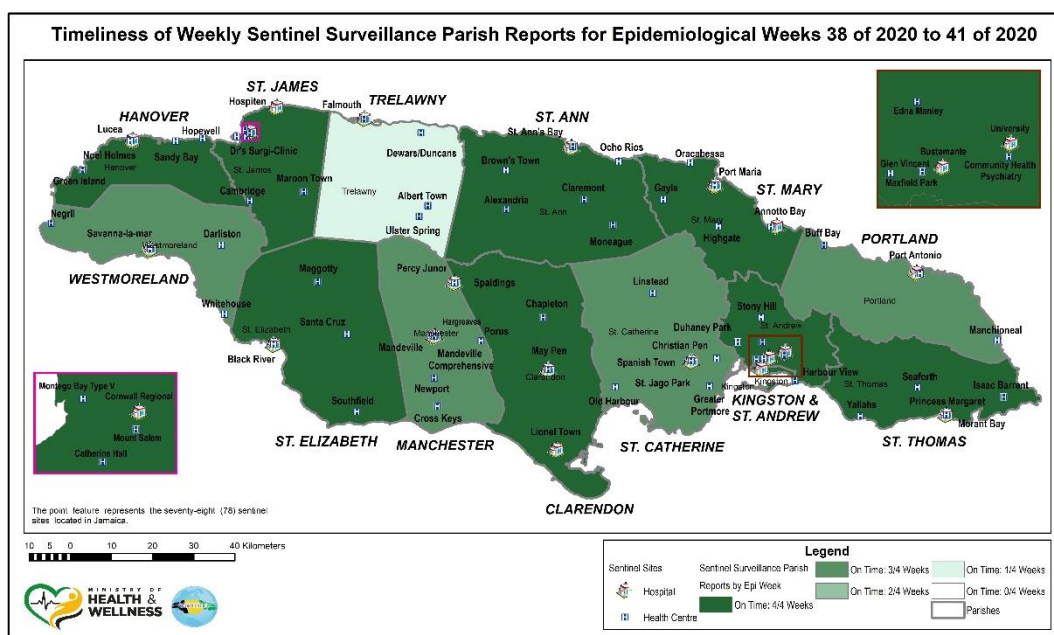 Timeliness of Weekly Sentinel Surveillance Parish Reports for Epidemiological Weeks 38 of 2020 to 41 of 2020
ST. JAMES
Hospiten
TRELAWNY
Falmouth
HANOVER
Lucea
Hopewell
ST. ANN
St. Ann's Bay
Edna Manley
Noel Holmes
Hanover
Sandy Bay
Dr's Surgi-Clinic
Dewars/Duncans
Brown's Town
Ocho Rios
Oracabessa
University
Bustamante
Green Island
St. James
Cambridge
Maroon Town
Trelawny
Albert Town
Ulster Spring
Alexandria
Claremont
St. Ann
Moneague
Gayle
Port Maria
ST. MARY
St. Mary
Highgate
Annotto Bay
Glen Vincent
Maxfield Park
Community Health
Psychiatry
Negril
Savanna-la-mar
Westmoreland
Darliston
WESTMORELAND
Buff Bay
PORTLAND
Port Antonio
Portland
Manchioneal
Maggotty
Percy Junor
Spaldings
Linstead
Whitehouse
St. Elizabeth
Santa Cruz
Black River
Hargreaves
Manchester
Mandeville
Mandeville
Comprehensive
Porus
Chapleton
St. Catherine
Duhaney Park
Christian Pen
Spanish Town
Stony Hill
St. Andrew
May Pen
Clarendon
Newport
Cross Keys
St. Jago Park
Old Harbour
Greater
Portmore
Kingston
Kingston
Harbour View
KINGSTON &
ST. ANDREW
St. Thomas
Seaforth
Isaac Barrant
Yallahs
Princess Margaret
Morant Bay
ST. THOMAS
Montego Bay Type V
Cornwall Regional
Mount Salem
Catherine Hall
Southfield
ST. ELIZABETH
MANCHESTER
Lionel Town
ST. CATHERINE
CLARENDON
The point feature represents the seventy-eight (78) sentinel
sites located in Jamaica.
10 5 0 10 20 30 40 Kilometers
MINISTRY OF
HEALTH &
WELLNESS
Legend
Sentinel Sites
Hospital
Health Centre
Sentinel Surveillance Parish
Reports by Epi Week
On Time: 4/4 Weeks
On Time: 3/4 Weeks
On Time: 2/4 Weeks
On Time: 1/4 Weeks
On Time: 0/4 Weeks
Parishes